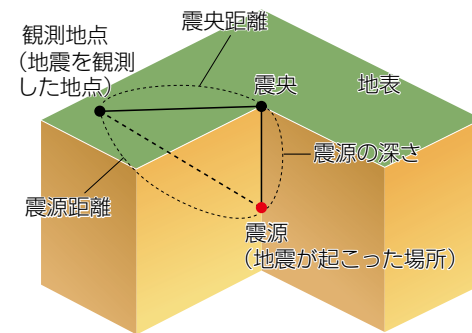 震央距離
観測地点
(地震を観測
した地点)
震央
地表
震源の深さ
震源距離
震源
(地震が起こった場所)